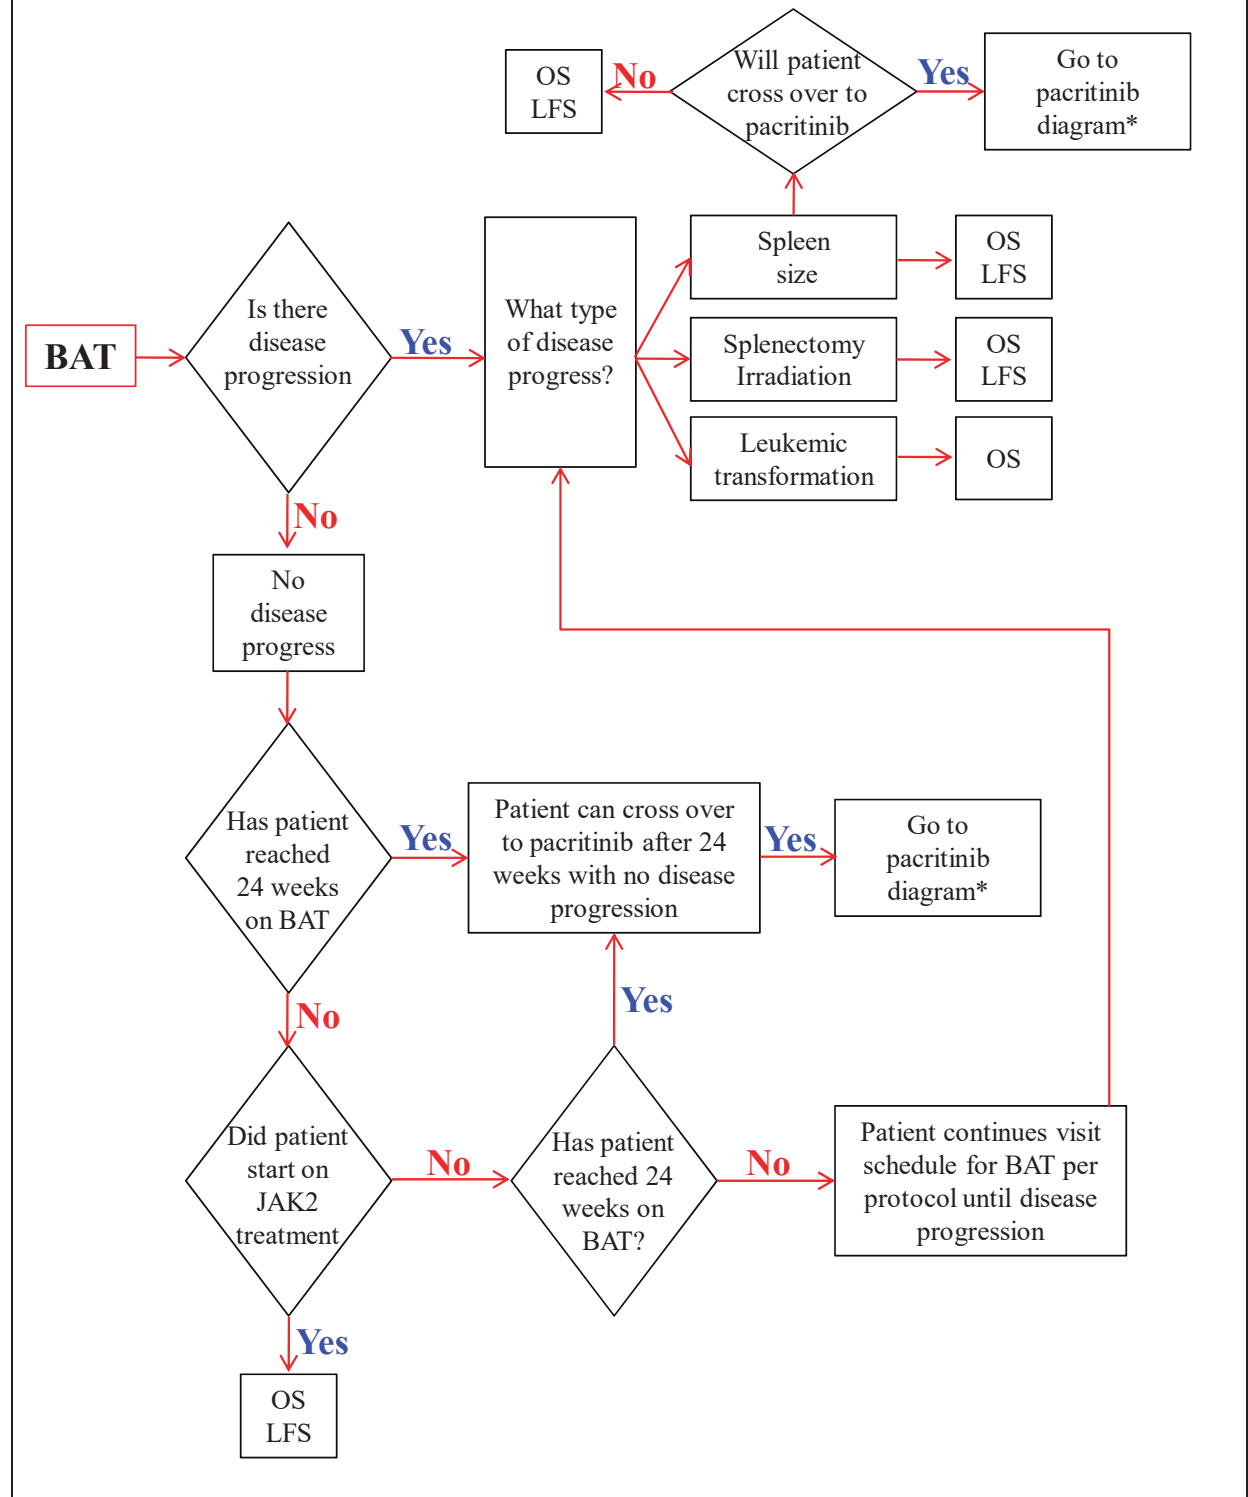 Will patient
cross over to
pacritinib
No
OS
LFS
Yes
Go to
pacritinib
diagram*
BAT
Is there
disease
progression
Yes
What type
of disease
progress?
Spleen
size
OS
LFS
Splenectomy
Irradiation
OS
LFS
Leukemic
transformation
OS
No
No
disease
progress
Has patient
reached
24 weeks
on BAT
Yes
Patient can cross over
to pacritinib after 24
weeks with no disease
progression
Yes
Go to
pacritinib
diagram*
No
Yes
Did patient
start on
JAK2
treatment
No
Has patient
reached 24
weeks on
BAT?
No
Patient continues visit
schedule for BAT per
protocol until disease
progression
Yes
OS
LFS